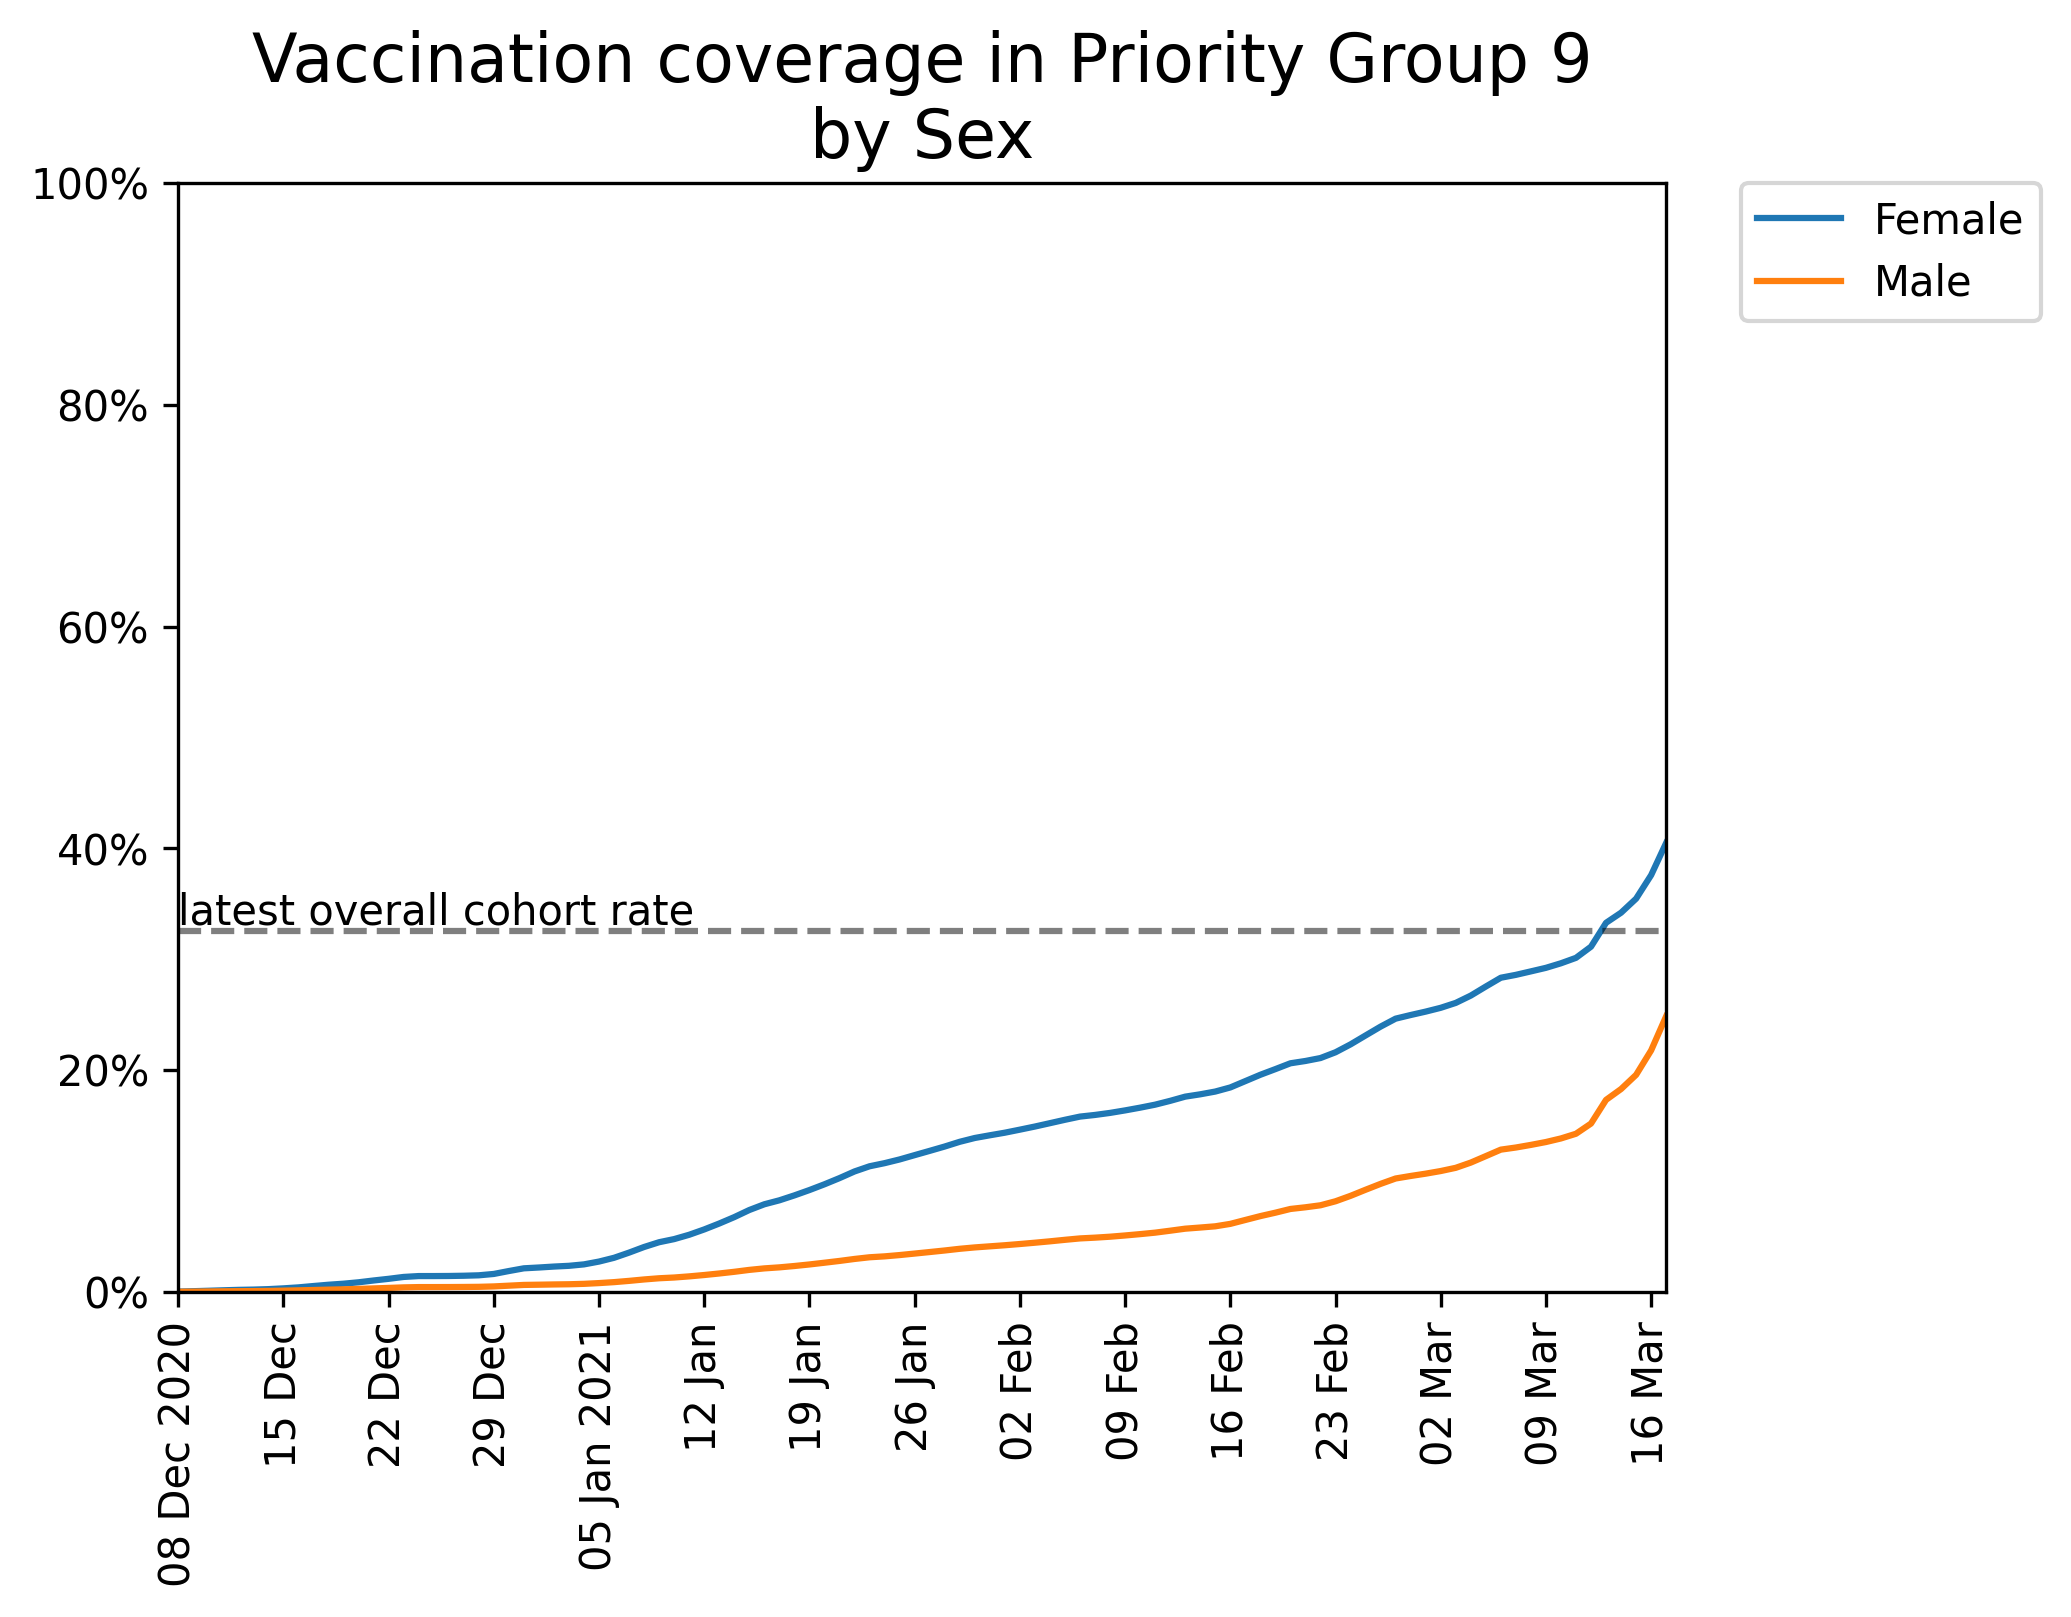 Vaccination coverage in Priority Group 9
by Sex
100%
80%
60%
40%
20%
0%
latest overall cohort rate
Female
Male
08 Dec 2020
15 Dec
22 Dec
29 Dec
05 Jan 2021
12 Jan
19 Jan
26 Jan
02 Feb
09 Feb
16 Feb
23 Feb
02 Mar
09 Mar
16 Mar